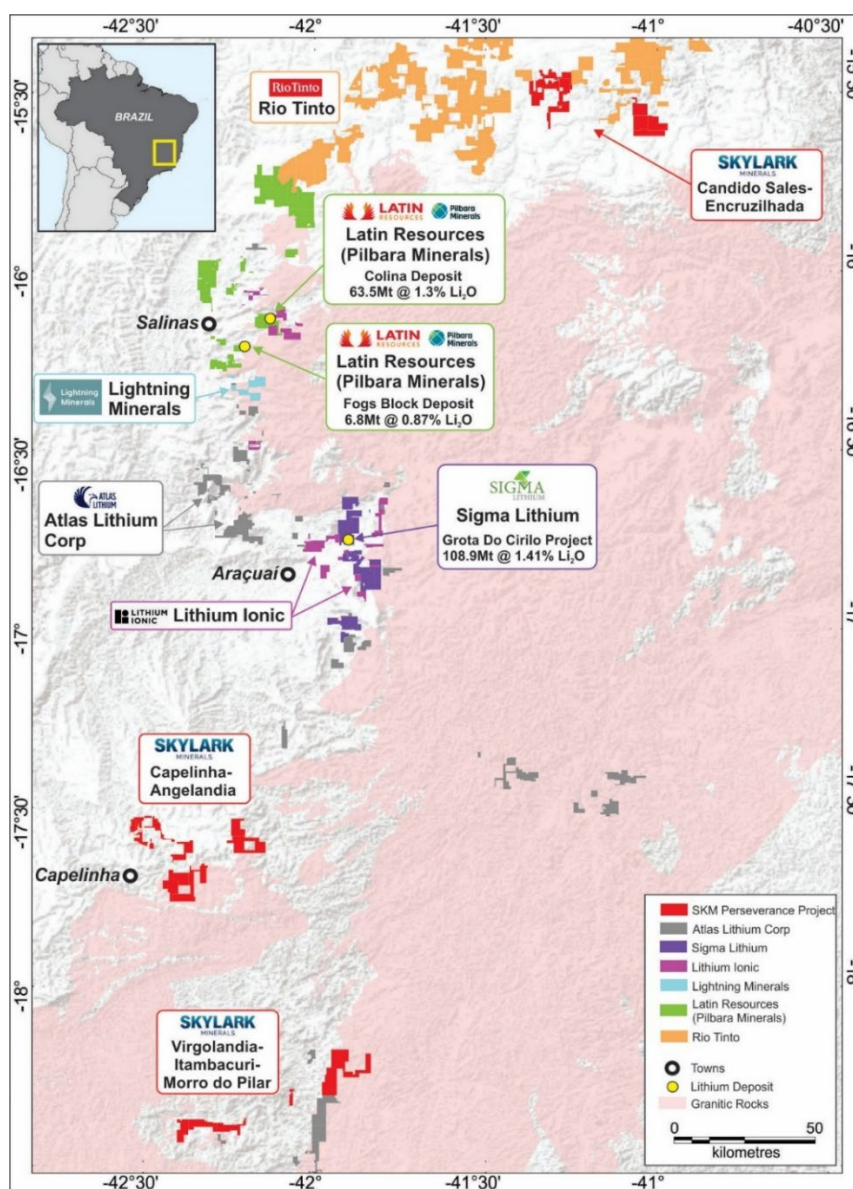 -42°30'
-42°
-41°30'
-41°
-40°30'
BRAZIL
RioTinto
Rio Tinto
-15°30'
SKYLARK
MINERALS
Candido Sales-
Encruzilhada
LATIN
RESOURCES
Pilbara
Minerals
Latin Resources
(Pilbara Minerals)
Colina Deposit
63.5Mt @ 1.3% Li₂O
-16°
Salinas
LATIN
RESOURCES
Pilbara
Minerals
Latin Resources
(Pilbara Minerals)
Fogs Block Deposit
6.8Mt @ 0.87% Li₂O
Lightning
Minerals
Lightning
Minerals
-16°30'
ATLAS
LITHIUM
Atlas Lithium
Corp
SIGMA
LITHIUM
Sigma Lithium
Grota Do Cirilo Project
108.9Mt @ 1.41% Li₂O
Araçuaí
LITHIUM
IONIC
Lithium Ionic
-17°
SKYLARK
MINERALS
Capelinha-
Angelandia
-17°30'
Capelinha
SKM Perseverance Project
Atlas Lithium Corp
Sigma Lithium
Lithium Ionic
Lightning Minerals
Latin Resources
(Pilbara Minerals)
Rio Tinto
Towns
Lithium Deposit
Granitic Rocks
0
50
kilometres
-18°
SKYLARK
MINERALS
Virgolandia-
Itambacuri-
Morro do Pilar
-42°30'
-42°
-41°30'
-41°